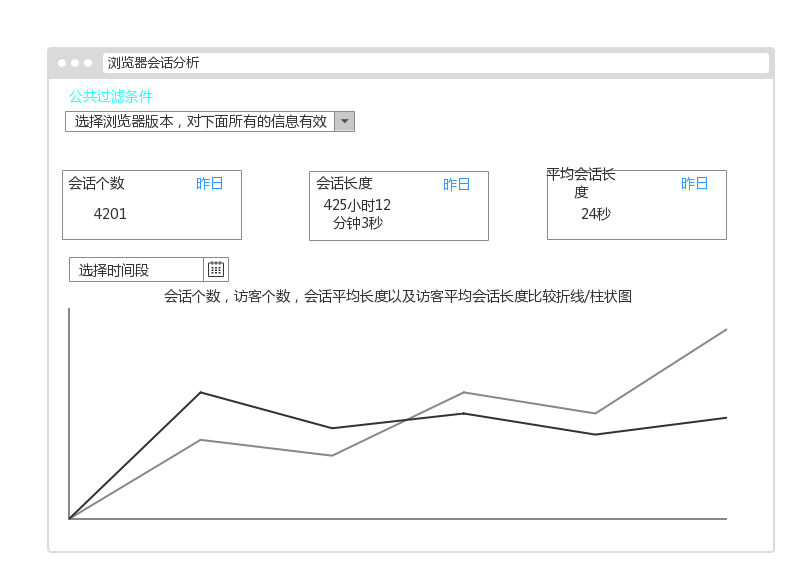 浏览器会话分析
公共过滤条件
选择浏览器版本，对下面所有的信息有效
会话个数
昨日
4201
会话长度
昨日
425小时12
分钟3秒
平均会话长
度
昨日
24秒
选择时间段
会话个数，访客个数，会话平均长度以及访客平均会话长度比较折线/柱状图